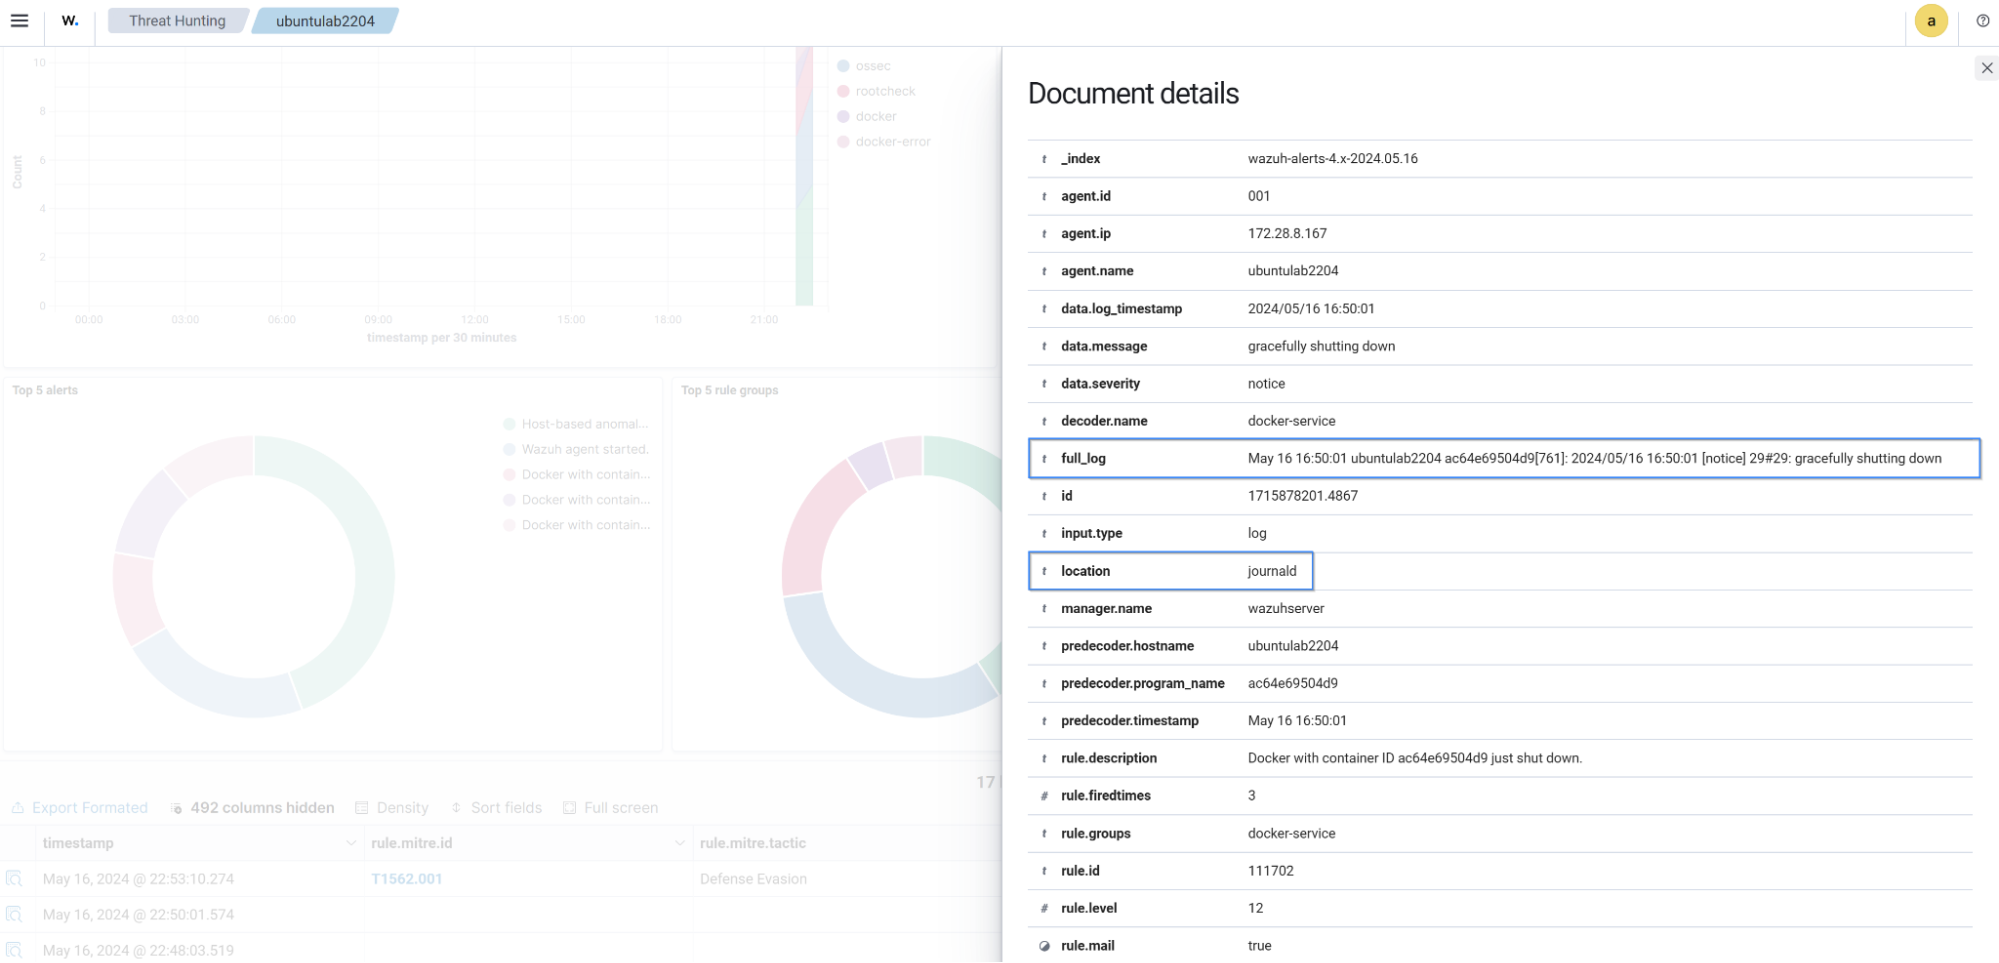 W.
Threat Hunting
ubuntulab2204
a
10
8
6
4
2
0
Count
00:00 03:00 06:00 09:00 12:00 15:00 18:00 21:00
timestamp per 30 minutes
ossec
rootcheck
docker
docker-error
Top 5 alerts
Host-based anomal...
Wazuh agent started.
Docker with contain...
Docker with contain...
Docker with contain...
Top 5 rule groups
17
Export Formated 492 columns hidden Density Sort fields Full screen
timestamp rule.mitre.id rule.mitre.tactic
May 16, 2024 @ 22:53:10.274 T1562.001 Defense Evasion
May 16, 2024 @ 22:50:01.574
May 16, 2024 @ 22:48:03.519
Document details
t _index wazuh-alerts-4.x-2024.05.16
t agent.id 001
t agent.ip 172.28.8.167
t agent.name ubuntulab2204
t data.log_timestamp 2024/05/16 16:50:01
t data.message gracefully shutting down
t data.severity notice
t decoder.name docker-service
t full_log May 16 16:50:01 ubuntulab2204 ac64e69504d9[761]: 2024/05/16 16:50:01 [notice] 29#29: gracefully shutting down
t id 1715878201.4867
t input.type log
t location journald
t manager.name wazuhserver
t predecoder.hostname ubuntulab2204
t predecoder.program_name ac64e69504d9
t predecoder.timestamp May 16 16:50:01
t rule.description Docker with container ID ac64e69504d9 just shut down.
# rule.firedtimes 3
t rule.groups docker-service
t rule.id 111702
# rule.level 12
rule.mail true